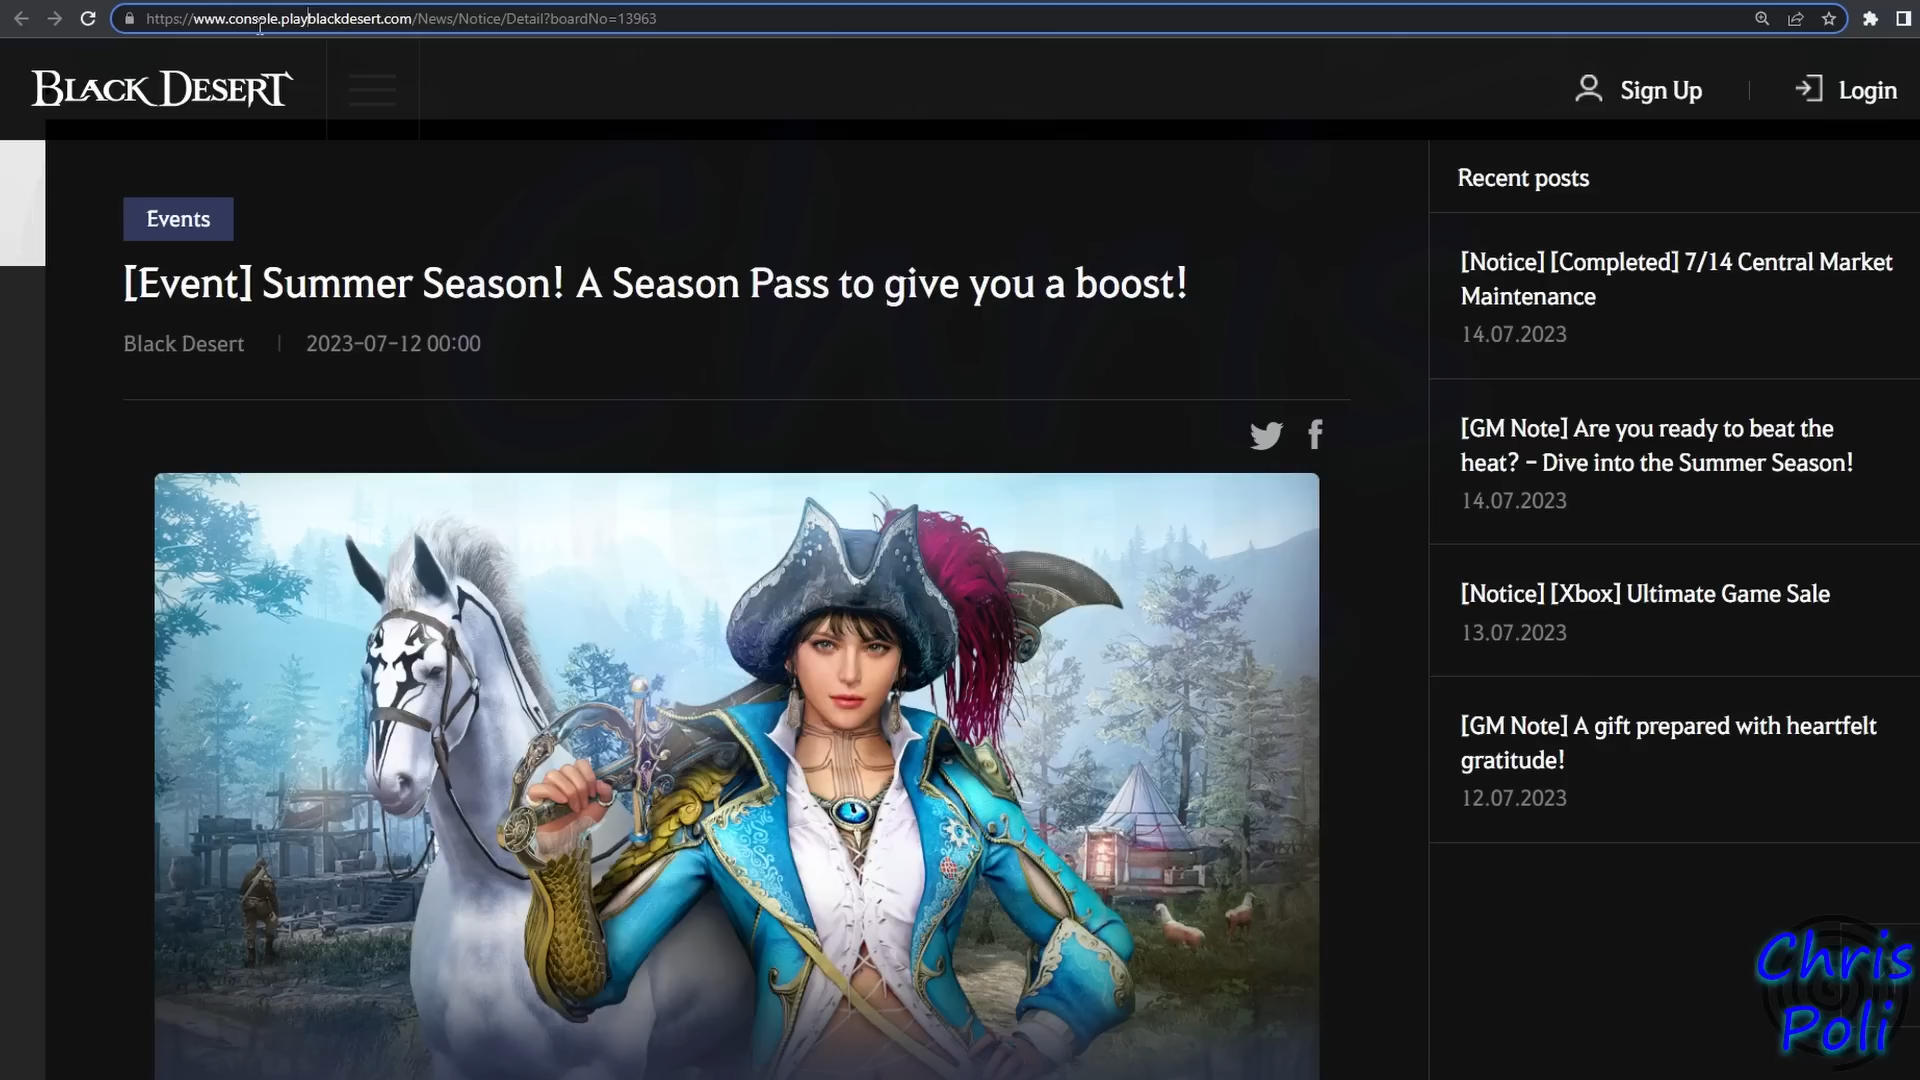 https://www.console.playblackdesert.com/News/Notice/Detail?boardNo=13963
BLACK DESERT
Sign Up
Login
Events
[Event] Summer Season! A Season Pass to give you a boost!
Black Desert
2023-07-12 00:00
Recent posts
[Notice] [Completed] 7/14 Central Market
Maintenance
14.07.2023
[GM Note] Are you ready to beat the
heat? - Dive into the Summer Season!
14.07.2023
[Notice] [Xbox] Ultimate Game Sale
13.07.2023
[GM Note] A gift prepared with heartfelt
gratitude!
12.07.2023
Chris
Poli